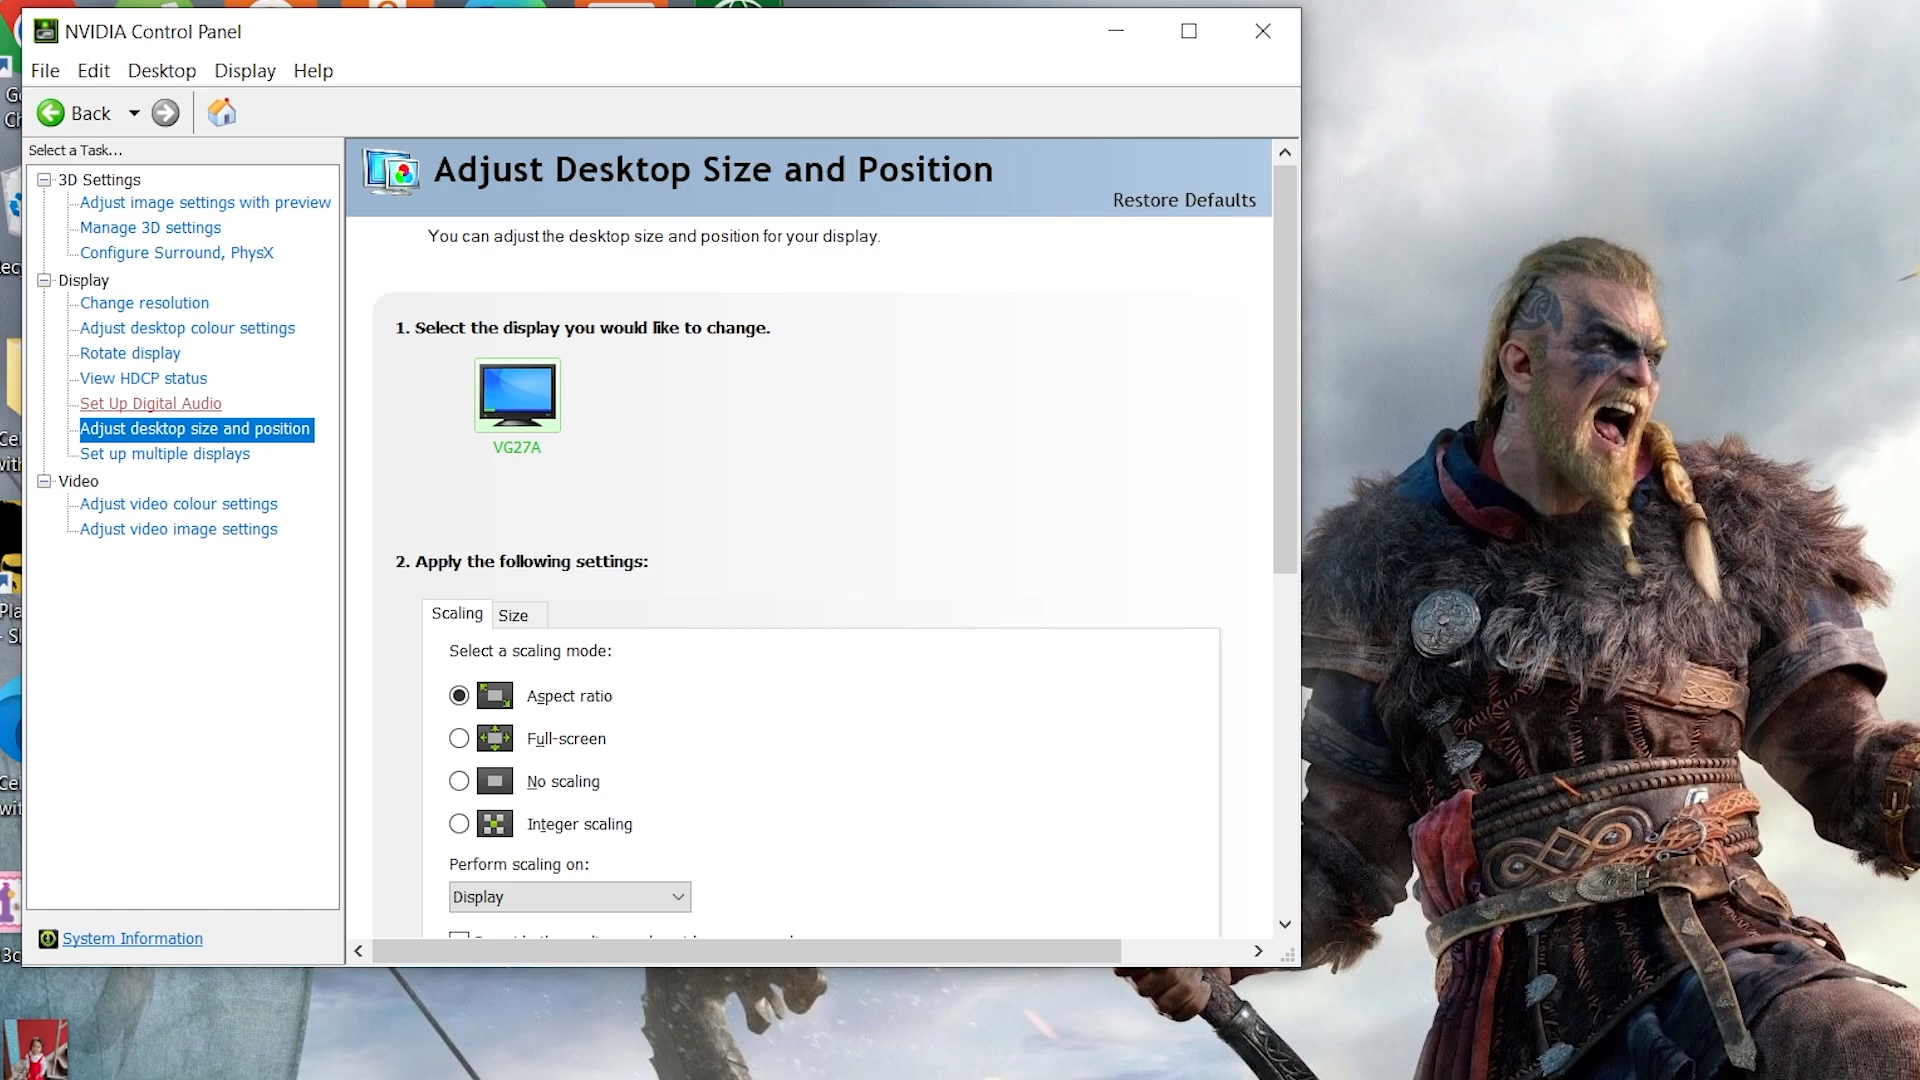 NVIDIA Control Panel
File Edit Desktop Display Help
Back
Select a Task...
3D Settings
Adjust image settings with preview
Manage 3D settings
Configure Surround, PhysX
Display
Change resolution
Adjust desktop colour settings
Rotate display
View HDCP status
Set Up Digital Audio
Adjust desktop size and position
Set up multiple displays
Video
Adjust video colour settings
Adjust video image settings
System Information
Adjust Desktop Size and Position
Restore Defaults
You can adjust the desktop size and position for your display.
1. Select the display you would like to change.
VG27A
2. Apply the following settings:
Scaling Size
Select a scaling mode:
Aspect ratio
Full-screen
No scaling
Integer scaling
Perform scaling on:
Display